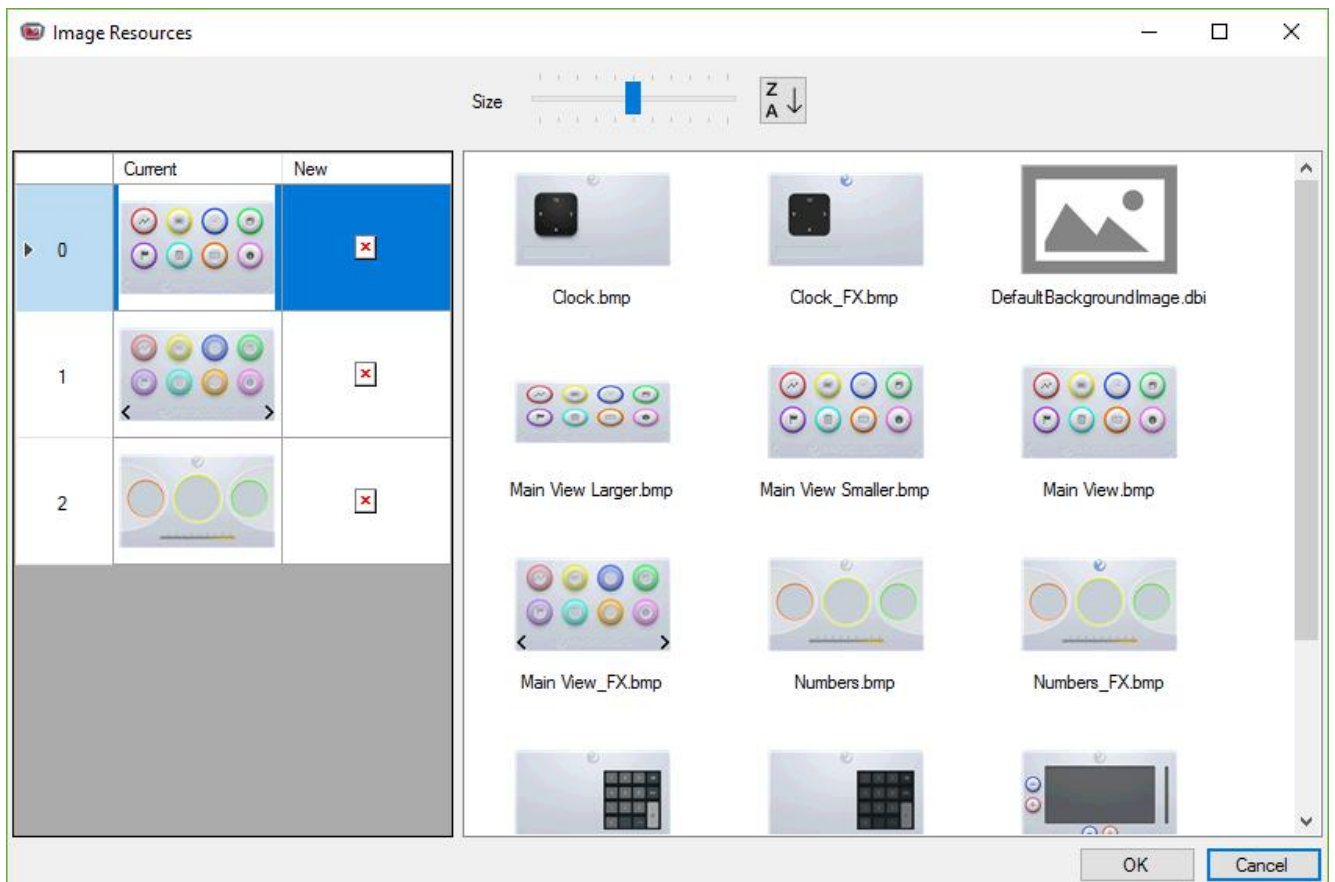 Image Resources
Size
Z
A
Current New
0
1
2
Clock.bmp Clock_FX.bmp DefaultBackgroundImage.dbi
Main View Larger.bmp Main View Smaller.bmp Main View.bmp
Main View_FX.bmp Numbers.bmp Numbers_FX.bmp
OK Cancel